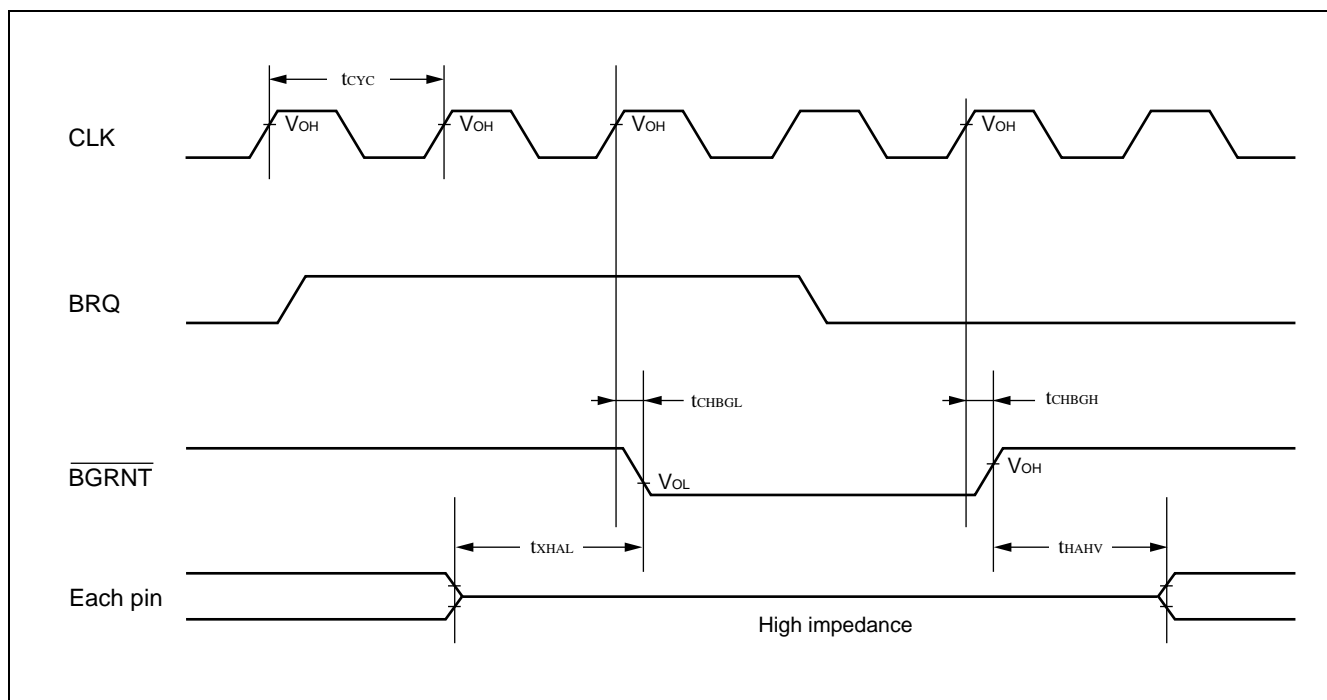 tCYC
CLK
VOH
VOH
VOH
VOH
BRQ
tCHBGL
tCHBGH
BGRNT
VOL
VOH
tXHAL
tHAHV
Each pin
High impedance